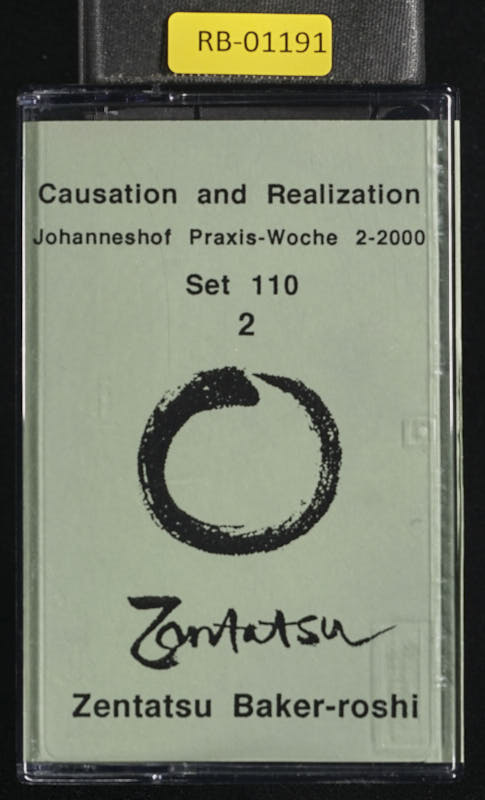 RB-01191
Causation and Realization
Johanneshof Praxis-Woche 2-2000
Set 110
2
Zentatsu
Zentatsu Baker-roshi